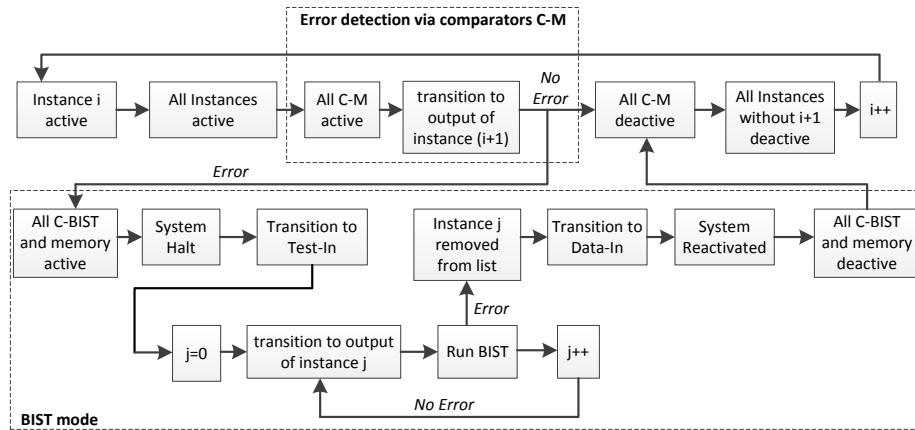 Error detection via comparators C-M
Instance i
active
All Instances
active
All C-M
active
transition to
output of
instance (i+1)
No
Error
All C-M
deactive
All Instances
without i+1
deactive
i++
Error
All C-BIST
and memory
active
System
Halt
Transition to
Test-In
Instance j
removed
from list
Transition to
Data-In
System
Reactivated
All C-BIST
and memory
deactive
Error
j=0
transition to output
of instance j
Run BIST
j++
No Error
BIST mode